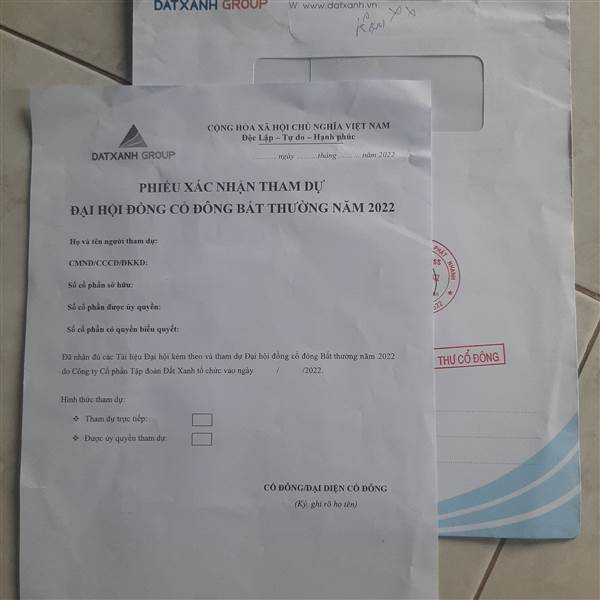 DATXANH GROUP
W: www.datxanh.vn
DATXANH GROUP
CỘNG HÒA XÃ HỘI CHỦ NGHĨA VIỆT NAM
Độc Lập – Tự do – Hạnh phúc
......, ngày ....... tháng ....... năm 2022
PHIẾU XÁC NHẬN THAM DỰ
ĐẠI HỘI ĐỒNG CỔ ĐÔNG BẤT THƯỜNG NĂM 2022
Họ và tên người tham dự:
CMND/CCCD/ĐKKD:
Số cổ phần sở hữu:
Số cổ phần được ủy quyền:
Số cổ phần có quyền biểu quyết:
Đã nhận đủ các Tài liệu Đại hội kèm theo và tham dự Đại hội đồng cổ đông Bất thường năm 2022
do Công ty Cổ phần Tập đoàn Đất Xanh tổ chức vào ngày / /2022.
Hình thức tham dự:
❖ Tham dự trực tiếp:
❖ Được ủy quyền tham dự:
CỔ ĐÔNG/ĐẠI DIỆN CỔ ĐÔNG
(Ký, ghi rõ họ tên)
PHÁT NHANH
THƯ CỔ ĐÔNG